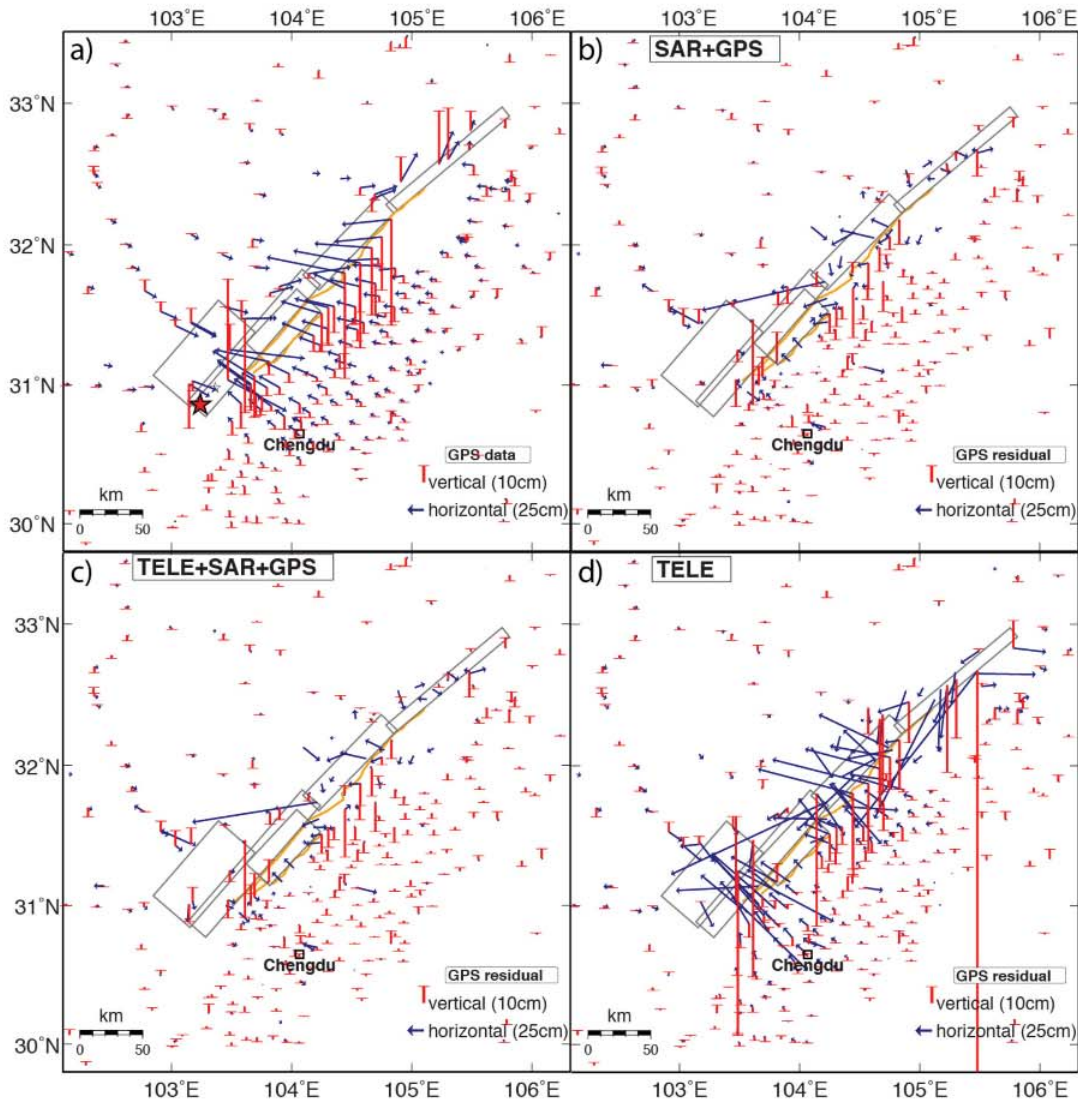 103°E 104°E 105°E 106°E 103°E 104°E 105°E 106°E
a) b) SAR+GPS
33°N
32°N
31°N
Chengdu Chengdu
GPS data GPS residual
km vertical (10cm) km vertical (10cm)
0 50 horizontal (25cm) 0 50 horizontal (25cm)
30°N
c) TELE+SAR+GPS d) TELE
33°N
32°N
31°N
Chengdu Chengdu
GPS residual GPS residual
km vertical (10cm) km vertical (10cm)
0 50 horizontal (25cm) 0 50 horizontal (25cm)
30°N
103°E 104°E 105°E 106°E 103°E 104°E 105°E 106°E